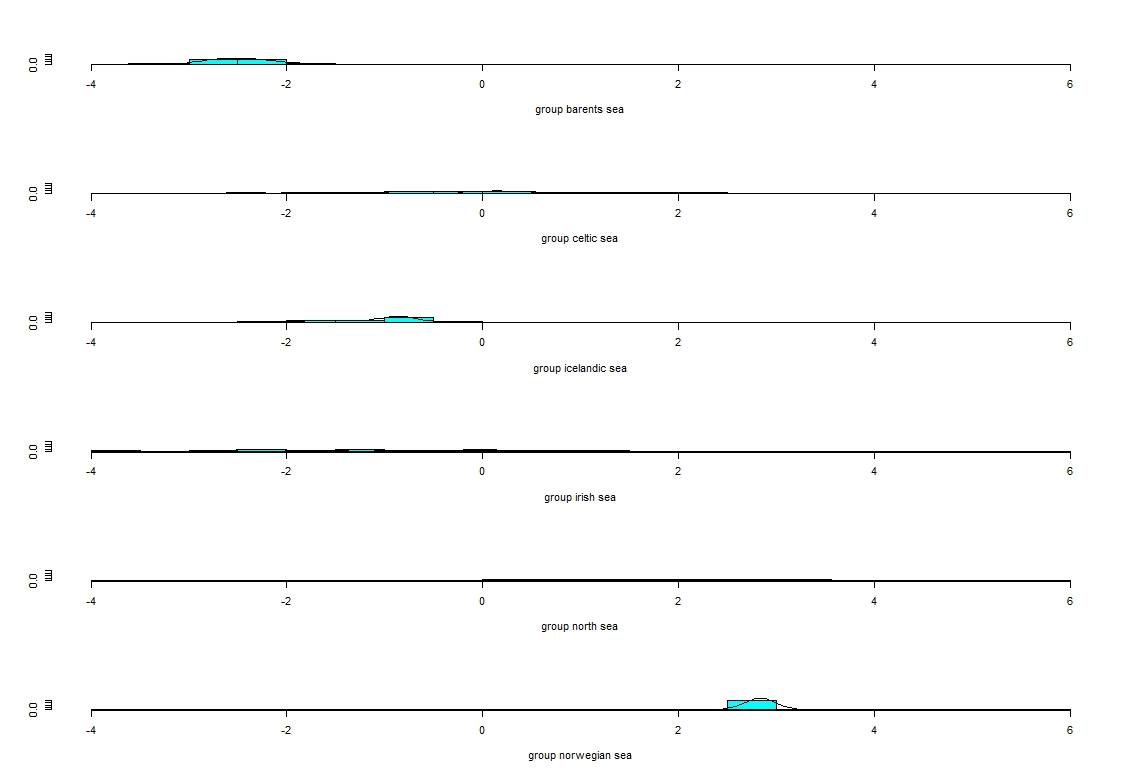 0.0
-4 -2 0 2 4 6
group barents sea
0.0
-4 -2 0 2 4 6
group celtic sea
0.0
-4 -2 0 2 4 6
group icelandic sea
0.0
-4 -2 0 2 4 6
group irish sea
0.0
-4 -2 0 2 4 6
group north sea
0.0
-4 -2 0 2 4 6
group norwegian sea